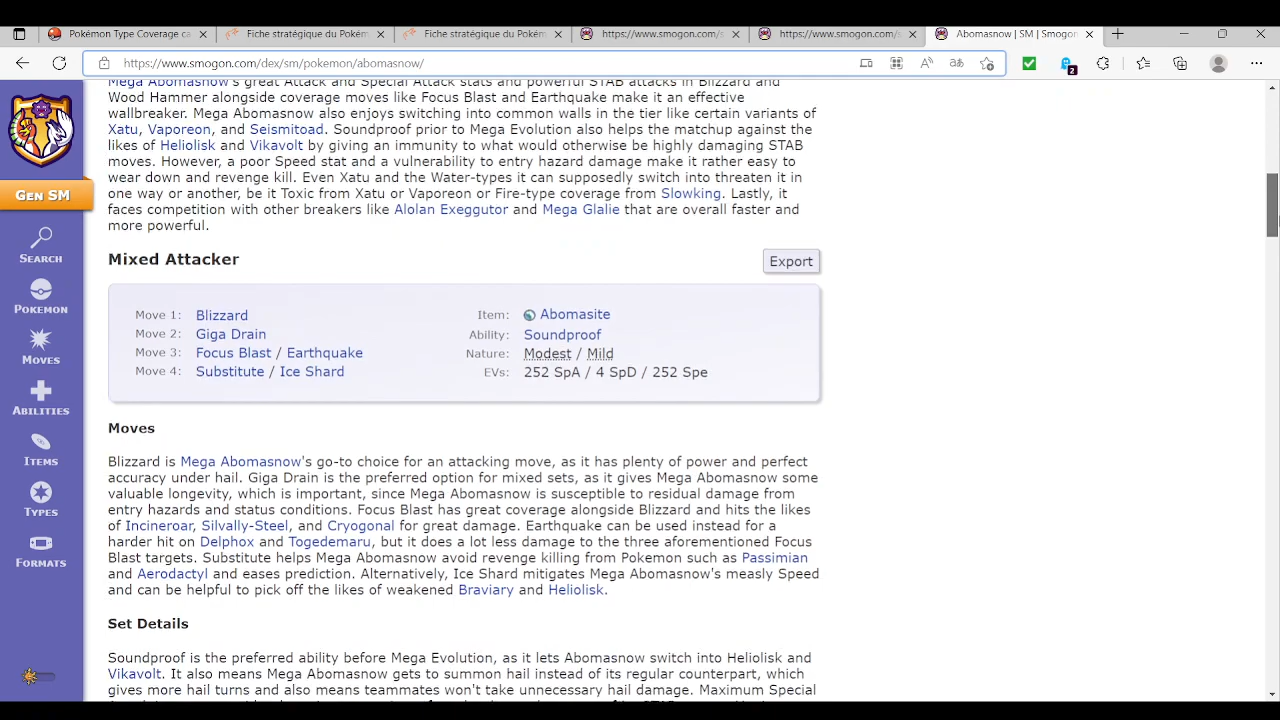 Pokémon Type Coverage ca
Fiche stratégique du Pokém
Fiche stratégique du Pokém
https://www.smogon.com/s
https://www.smogon.com/s
Abomasnow | SM | Smogon
https://www.smogon.com/dex/sm/pokemon/abomasnow/
2
GEN SM
SEARCH
POKEMON
MOVES
ABILITIES
ITEMS
TYPES
FORMATS
Mega Abomasnow's great Attack and Special Attack stats and powerful STAB attacks in Blizzard and
Wood Hammer alongside coverage moves like Focus Blast and Earthquake make it an effective
wallbreaker. Mega Abomasnow also enjoys switching into common walls in the tier like certain variants of
Xatu, Vaporeon, and Seismitoad. Soundproof prior to Mega Evolution also helps the matchup against the
likes of Heliolisk and Vikavolt by giving an immunity to what would otherwise be highly damaging STAB
moves. However, a poor Speed stat and a vulnerability to entry hazard damage make it rather easy to
wear down and revenge kill. Even Xatu and the Water-types it can supposedly switch into threaten it in
one way or another, be it Toxic from Xatu or Vaporeon or Fire-type coverage from Slowking. Lastly, it
faces competition with other breakers like Alolan Exeggutor and Mega Glalie that are overall faster and
more powerful.
Mixed Attacker
Export
Move 1: Blizzard
Move 2: Giga Drain
Move 3: Focus Blast / Earthquake
Move 4: Substitute / Ice Shard
Item: Abomasite
Ability: Soundproof
Nature: Modest / Mild
EVs: 252 SpA / 4 SpD / 252 Spe
Moves
Blizzard is Mega Abomasnow's go-to choice for an attacking move, as it has plenty of power and perfect
accuracy under hail. Giga Drain is the preferred option for mixed sets, as it gives Mega Abomasnow some
valuable longevity, which is important, since Mega Abomasnow is susceptible to residual damage from
entry hazards and status conditions. Focus Blast has great coverage alongside Blizzard and hits the likes
of Incineroar, Silvally-Steel, and Cryogonal for great damage. Earthquake can be used instead for a
harder hit on Delphox and Togedemaru, but it does a lot less damage to the three aforementioned Focus
Blast targets. Substitute helps Mega Abomasnow avoid revenge killing from Pokemon such as Passimian
and Aerodactyl and eases prediction. Alternatively, Ice Shard mitigates Mega Abomasnow's measly Speed
and can be helpful to pick off the likes of weakened Braviary and Heliolisk.
Set Details
Soundproof is the preferred ability before Mega Evolution, as it lets Abomasnow switch into Heliolisk and
Vikavolt. It also means Mega Abomasnow gets to summon hail instead of its regular counterpart, which
gives more hail turns and also means teammates won't take unnecessary hail damage. Maximum Special